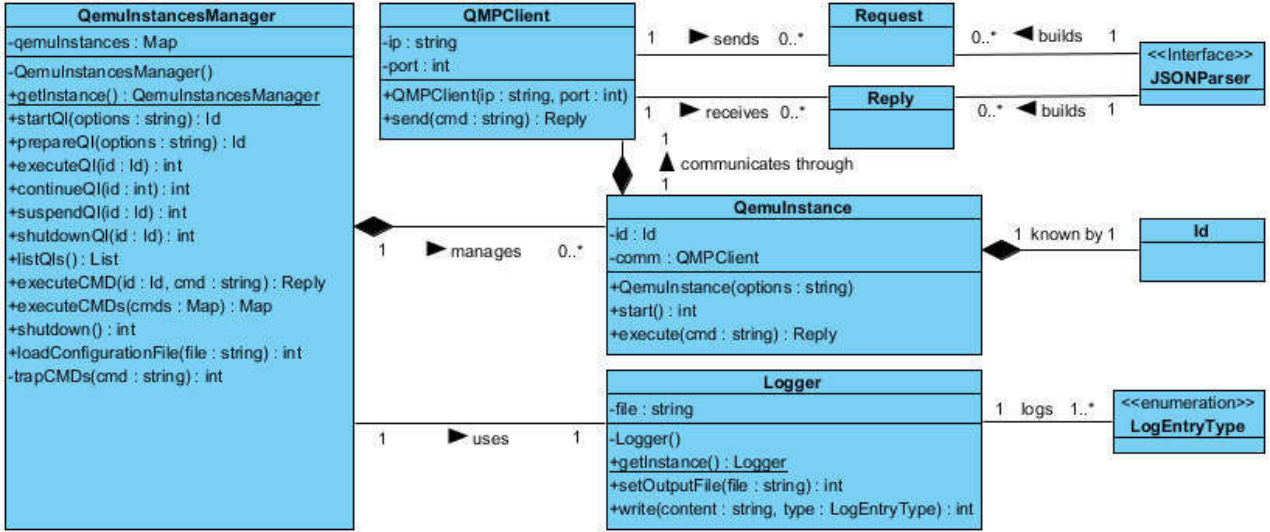 QemuInstancesManager
-qemuInstances : Map
-QemuInstancesManager()
+getInstance() : QemuInstancesManager
+startQI(options : string) : Id
+prepareQI(options : string) : Id
+executeQI(id : Id) : int
+continueQI(id : int) : int
+suspendQI(id : Id) : int
+shutdownQI(id : Id) : int
+listQIs() : List
+executeCMD(id : Id, cmd : string) : Reply
+executeCMDs(cmds : Map) : Map
+shutdown() : int
+loadConfigurationFile(file : string) : int
-trapCMDs(cmd : string) : int
QMPClient
-ip : string
-port : int
+QMPClient(ip : string, port : int)
+send(cmd : string) : Reply
1 sends 0..*
Request
0..* builds 1
<<Interface>>
JSONParser
1 receives 0..*
Reply
0..* builds 1
1
communicates through
1
1 manages 0..*
QemuInstance
-id : Id
-comm : QMPClient
+QemuInstance(options : string)
+start() : int
+execute(cmd : string) : Reply
1 known by 1
Id
1 uses 1
Logger
-file : string
-Logger()
+getInstance() : Logger
+setOutputFile(file : string) : int
+write(content : string, type : LogEntryType) : int
1 logs 1..*
<<enumeration>>
LogEntryType